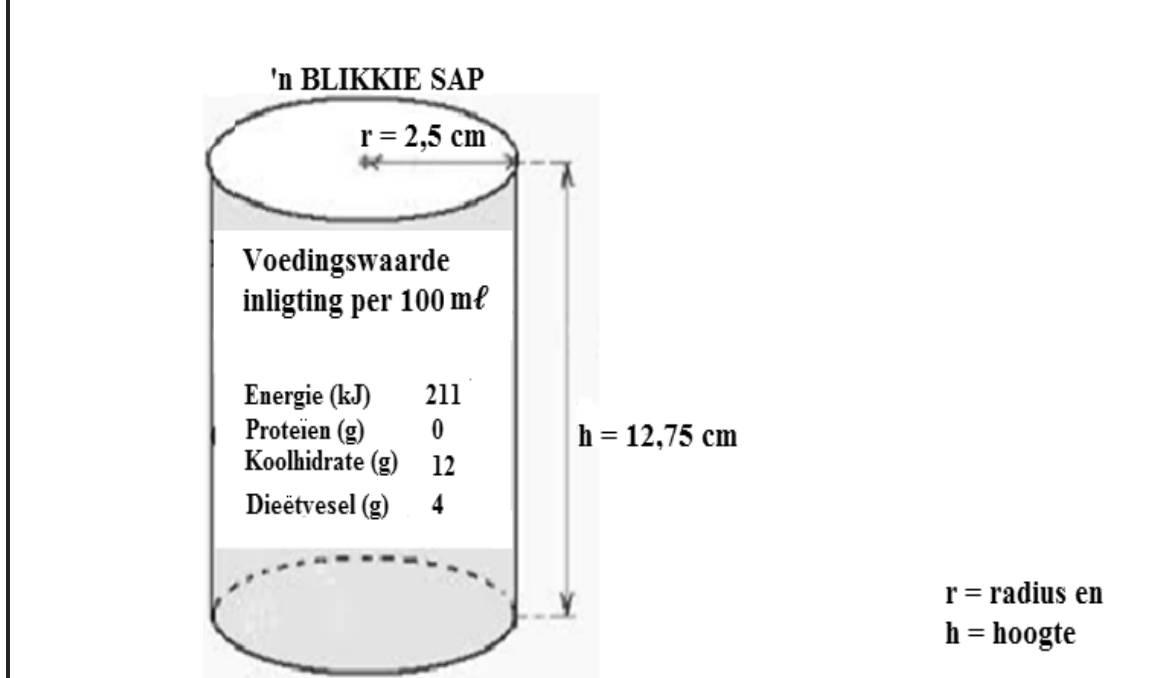 'n BLIKKIE SAP
r = 2,5 cm
Voedingswaarde
inligting per 100 mℓ
Energie (kJ) 211
Proteïen (g) 0
Koolhidrate (g) 12
Dieëtvesel (g) 4
h = 12,75 cm
r = radius en
h = hoogte